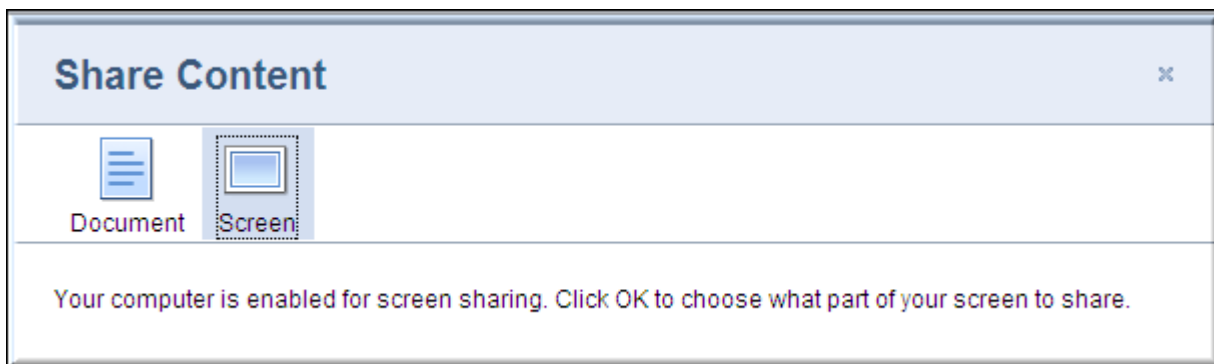 Share Content
Document Screen
Your computer is enabled for screen sharing. Click OK to choose what part of your screen to share.